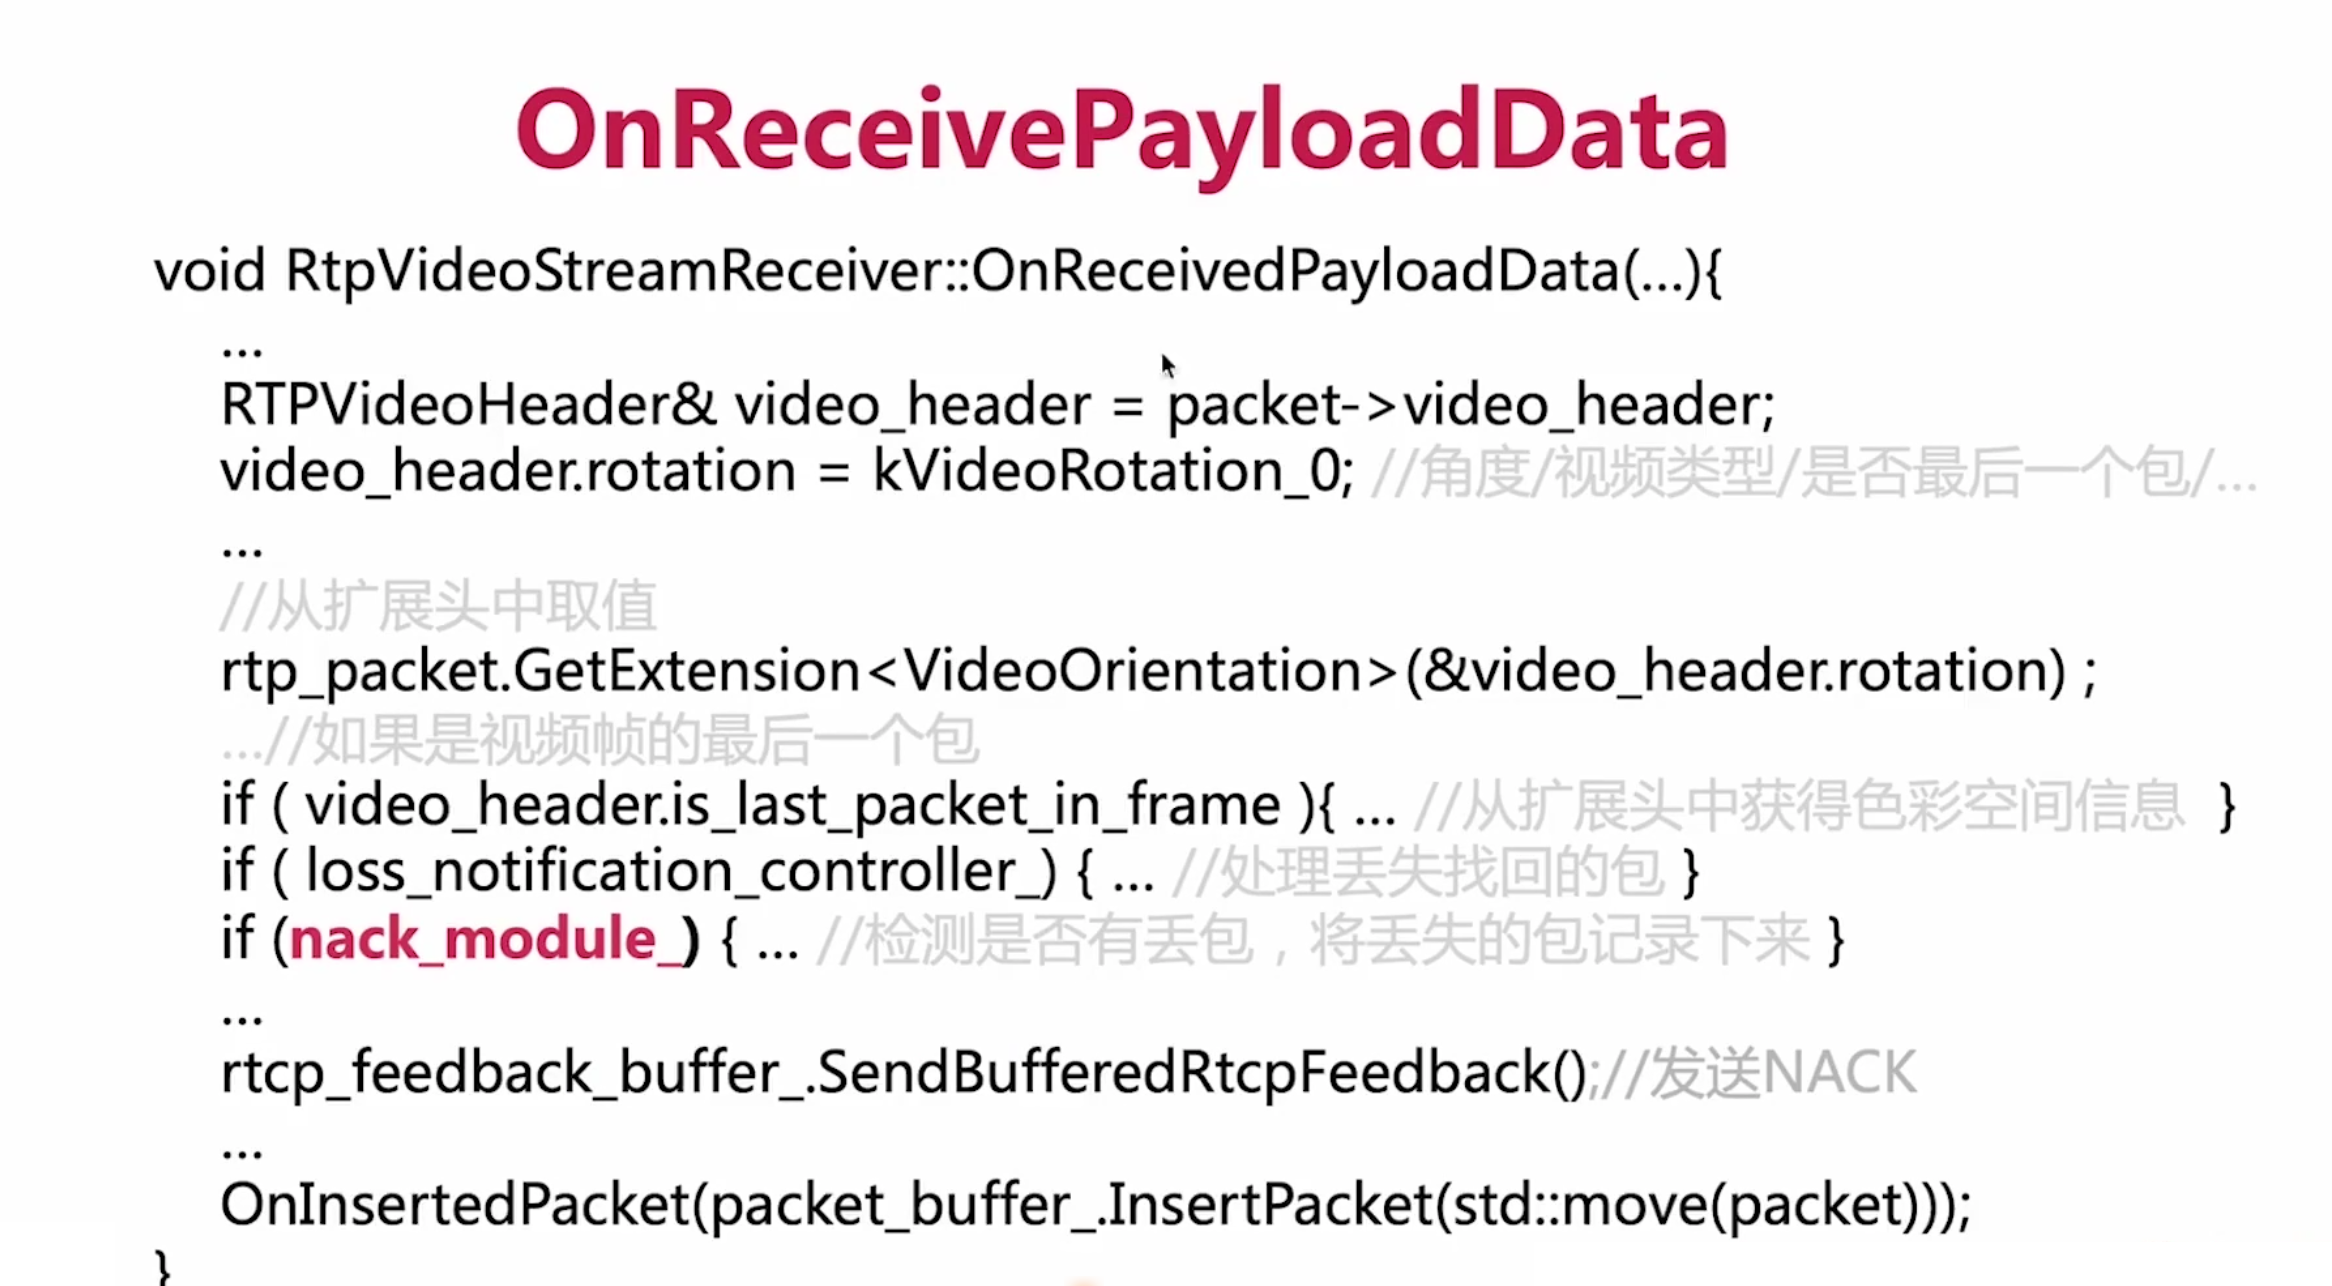 OnReceivePayloadData
void RtpVideoStreamReceiver::OnReceivedPayloadData(...){
...
RTPVideoHeader& video_header = packet->video_header;
video_header.rotation = kVideoRotation_0; //角度/视频类型/是否最后一个包/...
...
//从扩展头中取值
rtp_packet.GetExtension<VideoOrientation>(&video_header.rotation) ;
...//如果是视频帧的最后一个包
if ( video_header.is_last_packet_in_frame ){ ... //从扩展头中获得色彩空间信息 }
if ( loss_notification_controller_) { ... //处理丢失找回的包 }
if (nack_module_) { ... //检测是否有丢包，将丢失的包记录下来 }
...
rtcp_feedback_buffer_.SendBufferedRtcpFeedback();//发送NACK
...
OnInsertedPacket(packet_buffer_.InsertPacket(std::move(packet)));
}